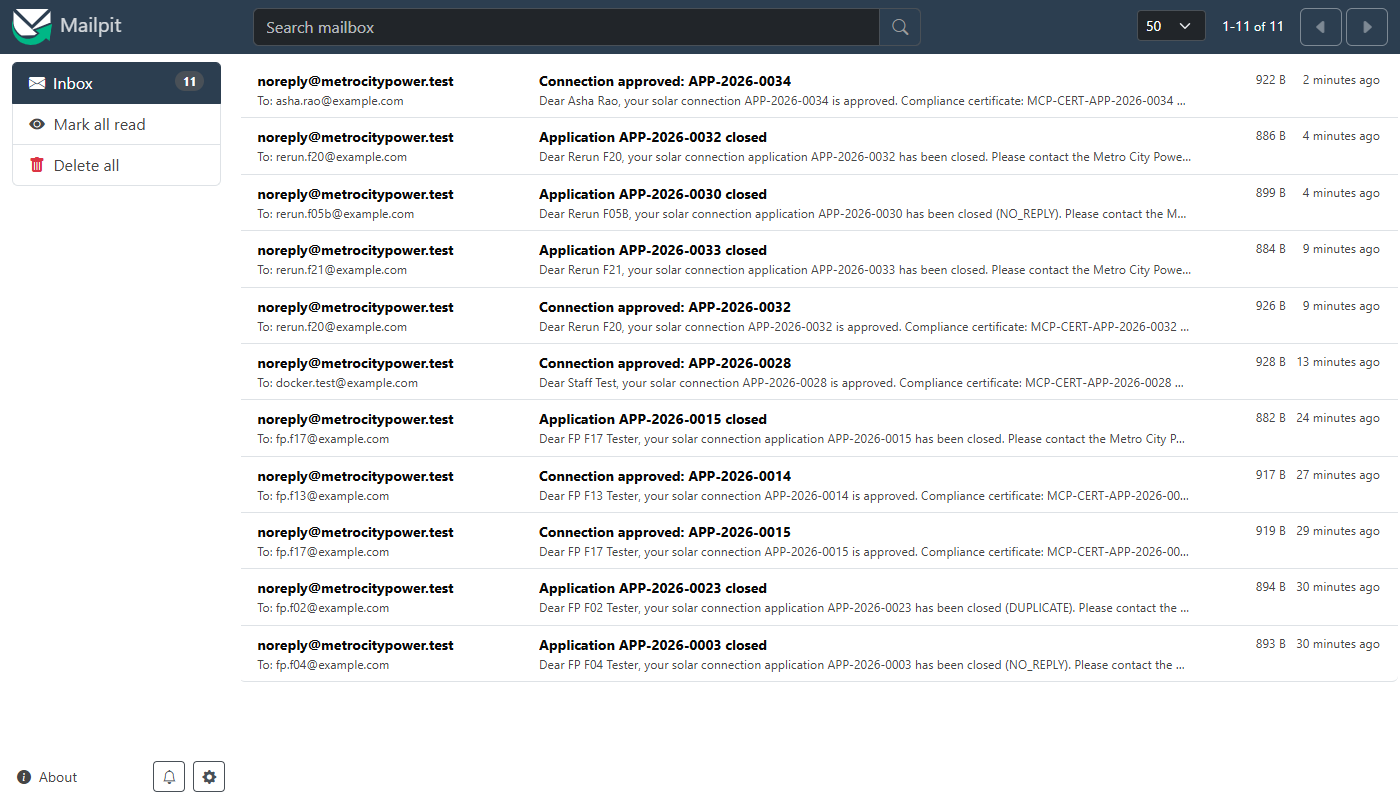 Mailpit
Search mailbox
50
1-11 of 11
Inbox 11
Mark all read
Delete all
noreply@metrocitypower.test Connection approved: APP-2026-0034 922 B 2 minutes ago
To: asha.rao@example.com Dear Asha Rao, your solar connection APP-2026-0034 is approved. Compliance certificate: MCP-CERT-APP-2026-0034 ...
noreply@metrocitypower.test Application APP-2026-0032 closed 886 B 4 minutes ago
To: rerun.f20@example.com Dear Rerun F20, your solar connection application APP-2026-0032 has been closed. Please contact the Metro City Powe...
noreply@metrocitypower.test Application APP-2026-0030 closed 899 B 4 minutes ago
To: rerun.f05b@example.com Dear Rerun F05B, your solar connection application APP-2026-0030 has been closed (NO_REPLY). Please contact the M...
noreply@metrocitypower.test Application APP-2026-0033 closed 884 B 9 minutes ago
To: rerun.f21@example.com Dear Rerun F21, your solar connection application APP-2026-0033 has been closed. Please contact the Metro City Powe...
noreply@metrocitypower.test Connection approved: APP-2026-0032 926 B 9 minutes ago
To: rerun.f20@example.com Dear Rerun F20, your solar connection APP-2026-0032 is approved. Compliance certificate: MCP-CERT-APP-2026-0032 ...
noreply@metrocitypower.test Connection approved: APP-2026-0028 928 B 13 minutes ago
To: docker.test@example.com Dear Staff Test, your solar connection APP-2026-0028 is approved. Compliance certificate: MCP-CERT-APP-2026-0028 ...
noreply@metrocitypower.test Application APP-2026-0015 closed 882 B 24 minutes ago
To: fp.f17@example.com Dear FP F17 Tester, your solar connection application APP-2026-0015 has been closed. Please contact the Metro City P...
noreply@metrocitypower.test Connection approved: APP-2026-0014 917 B 27 minutes ago
To: fp.f13@example.com Dear FP F13 Tester, your solar connection APP-2026-0014 is approved. Compliance certificate: MCP-CERT-APP-2026-00...
noreply@metrocitypower.test Connection approved: APP-2026-0015 919 B 29 minutes ago
To: fp.f17@example.com Dear FP F17 Tester, your solar connection APP-2026-0015 is approved. Compliance certificate: MCP-CERT-APP-2026-00...
noreply@metrocitypower.test Application APP-2026-0023 closed 894 B 30 minutes ago
To: fp.f02@example.com Dear FP F02 Tester, your solar connection application APP-2026-0023 has been closed (DUPLICATE). Please contact the ...
noreply@metrocitypower.test Application APP-2026-0003 closed 893 B 30 minutes ago
To: fp.f04@example.com Dear FP F04 Tester, your solar connection application APP-2026-0003 has been closed (NO_REPLY). Please contact the ...
About